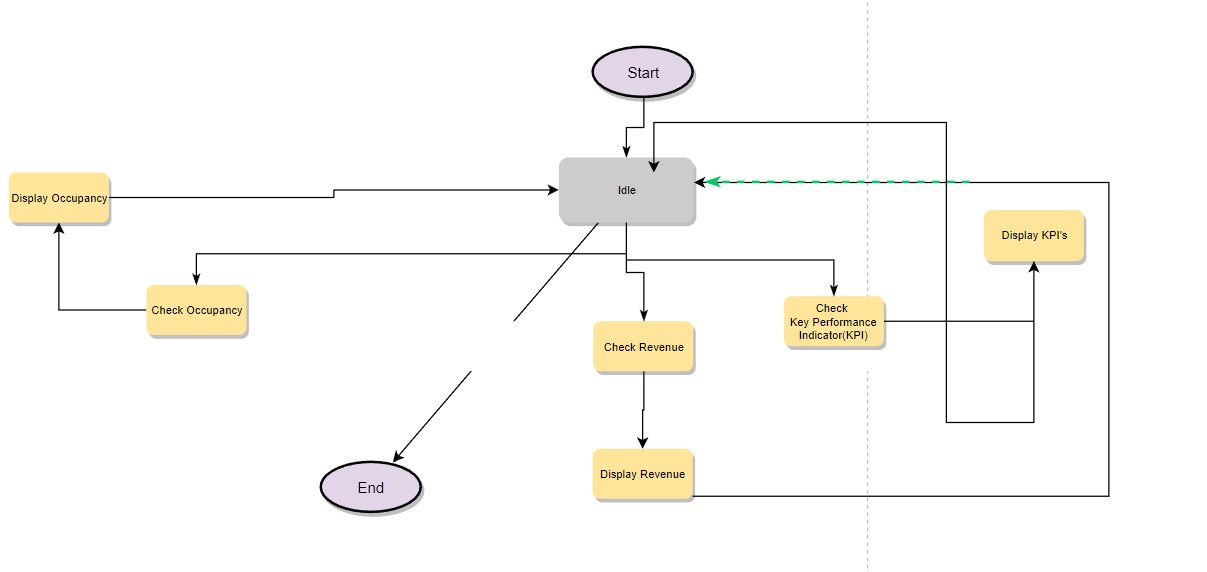 Start
Idle
Display Occupancy
Display KPI's
Check Occupancy
Check
Key Performance
Indicator(KPI)
Check Revenue
Display Revenue
End